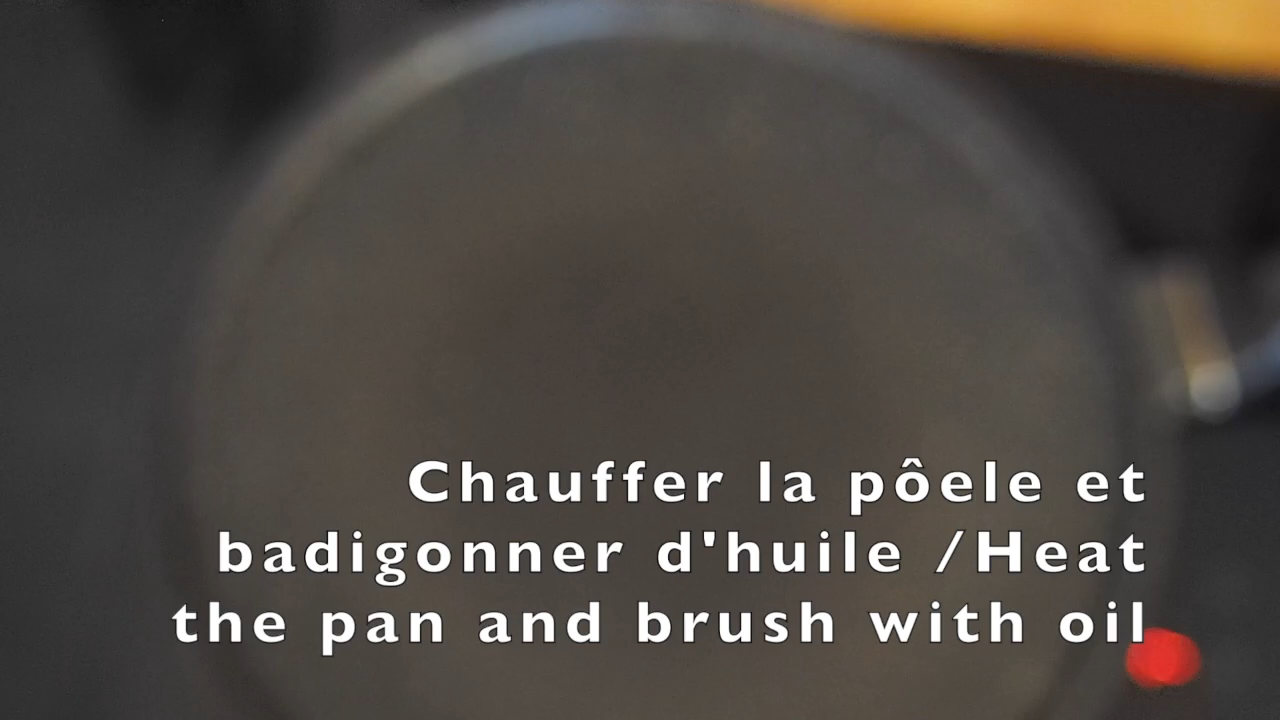 Chauffer la pôele et
badigonner d'huile /Heat
the pan and brush with oil